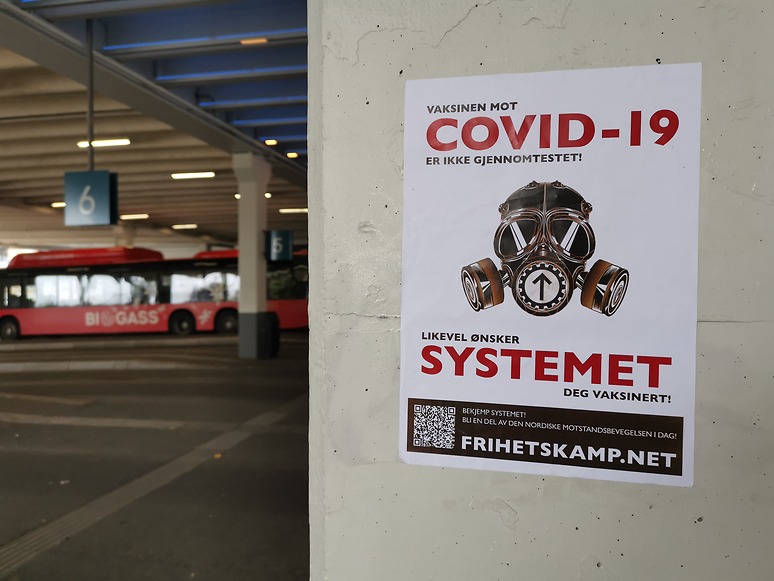 6
5
BIOGASS
VAKSINEN MOT
COVID-19
ER IKKE GJENNOMTESTET!
LIKEVEL ØNSKER
SYSTEMET
DEG VAKSINERT!
BEKJEMP SYSTEMET!
BLI EN DEL AV DEN NORDISKE MOTSTANDSBEVEGELSEN I DAG!
FRIHETSKAMP.NET